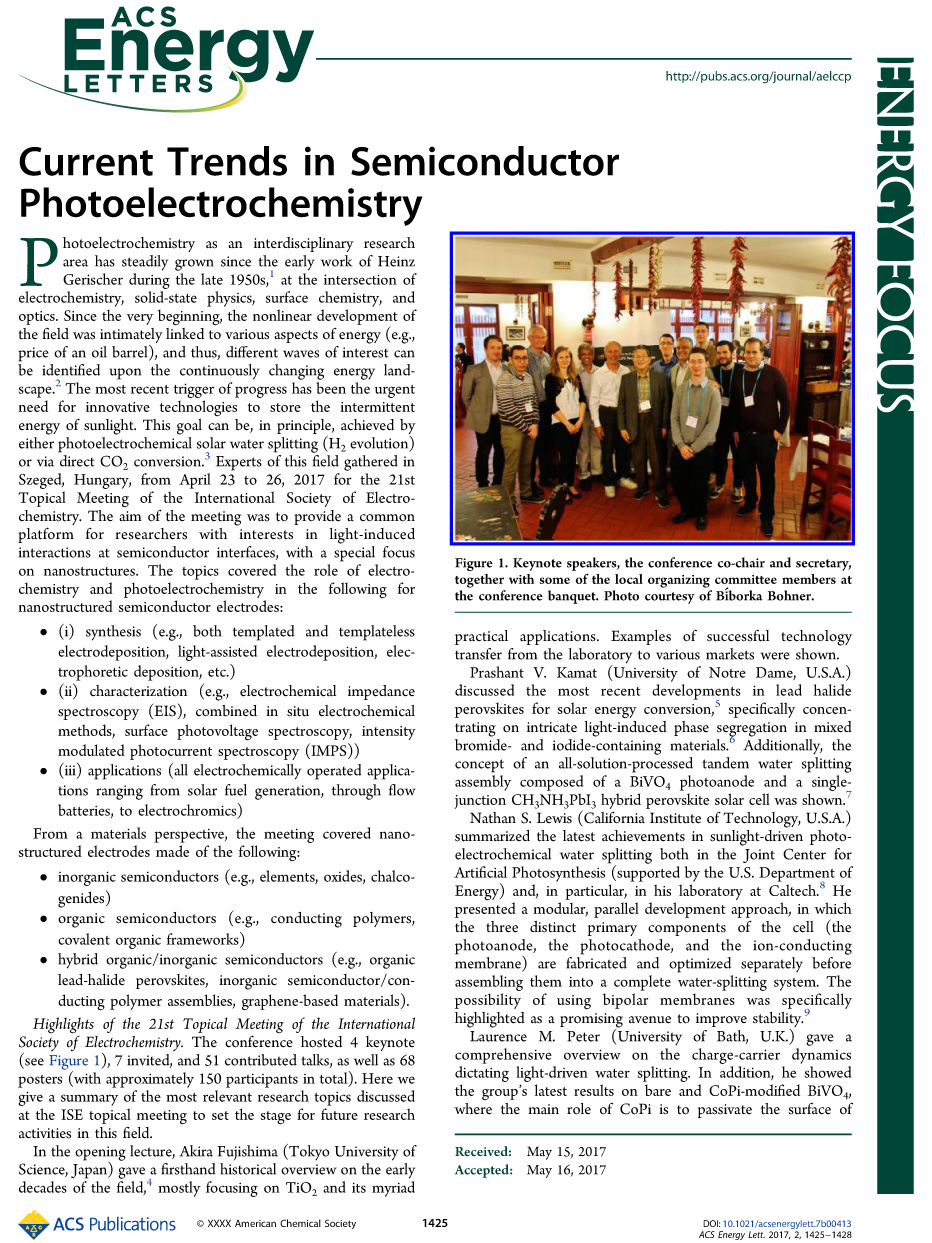 ACS
Energy
LETTERS
http://pubs.acs.org/journal/aelccp
ENERGY FOCUS
Current Trends in Semiconductor
Photoelectrochemistry
Photoelectrochemistry as an interdisciplinary research
area has steadily grown since the early work of Heinz
Gerischer during the late 1950s,1 at the intersection of
electrochemistry, solid-state physics, surface chemistry, and
optics. Since the very beginning, the nonlinear development of
the field was intimately linked to various aspects of energy (e.g.,
price of an oil barrel), and thus, different waves of interest can
be identified upon the continuously changing energy land-
scape.2 The most recent trigger of progress has been the urgent
need for innovative technologies to store the intermittent
energy of sunlight. This goal can be, in principle, achieved by
either photoelectrochemical solar water splitting (H2 evolution)
or via direct CO2 conversion.3 Experts of this field gathered in
Szeged, Hungary, from April 23 to 26, 2017 for the 21st
Topical Meeting of the International Society of Electro-
chemistry. The aim of the meeting was to provide a common
platform for researchers with interests in light-induced
interactions at semiconductor interfaces, with a special focus
on nanostructures. The topics covered the role of electro-
chemistry and photoelectrochemistry in the following for
nanostructured semiconductor electrodes:
• (i) synthesis (e.g., both templated and templateless
electrodeposition, light-assisted electrodeposition, elec-
trophoretic deposition, etc.)
• (ii) characterization (e.g., electrochemical impedance
spectroscopy (EIS), combined in situ electrochemical
methods, surface photovoltage spectroscopy, intensity
modulated photocurrent spectroscopy (IMPS))
• (iii) applications (all electrochemically operated applica-
tions ranging from solar fuel generation, through flow
batteries, to electrochromics)
From a materials perspective, the meeting covered nano-
structured electrodes made of the following:
• inorganic semiconductors (e.g., elements, oxides, chalco-
genides)
• organic semiconductors (e.g., conducting polymers,
covalent organic frameworks)
• hybrid organic/inorganic semiconductors (e.g., organic
lead-halide perovskites, inorganic semiconductor/con-
ducting polymer assemblies, graphene-based materials).
Highlights of the 21st Topical Meeting of the International
Society of Electrochemistry. The conference hosted 4 keynote
(see Figure 1), 7 invited, and 51 contributed talks, as well as 68
posters (with approximately 150 participants in total). Here we
give a summary of the most relevant research topics discussed
at the ISE topical meeting to set the stage for future research
activities in this field.
In the opening lecture, Akira Fujishima (Tokyo University of
Science, Japan) gave a firsthand historical overview on the early
decades of the field,4 mostly focusing on TiO2 and its myriad
Figure 1. Keynote speakers, the conference co-chair and secretary,
together with some of the local organizing committee members at
the conference banquet. Photo courtesy of Bíborka Bohner.
practical applications. Examples of successful technology
transfer from the laboratory to various markets were shown.
Prashant V. Kamat (University of Notre Dame, U.S.A.)
discussed the most recent developments in lead halide
perovskites for solar energy conversion,5 specifically concen-
trating on intricate light-induced phase segregation in mixed
bromide- and iodide-containing materials.6 Additionally, the
concept of an all-solution-processed tandem water splitting
assembly composed of a BiVO4 photoanode and a single-
junction CH3NH3PbI3 hybrid perovskite solar cell was shown.7
Nathan S. Lewis (California Institute of Technology, U.S.A.)
summarized the latest achievements in sunlight-driven photo-
electrochemical water splitting both in the Joint Center for
Artificial Photosynthesis (supported by the U.S. Department of
Energy) and, in particular, in his laboratory at Caltech.8 He
presented a modular, parallel development approach, in which
the three distinct primary components of the cell (the
photoanode, the photocathode, and the ion-conducting
membrane) are fabricated and optimized separately before
assembling them into a complete water-splitting system. The
possibility of using bipolar membranes was specifically
highlighted as a promising avenue to improve stability.9
Laurence M. Peter (University of Bath, U.K.) gave a
comprehensive overview on the charge-carrier dynamics
dictating light-driven water splitting. In addition, he showed
the group's latest results on bare and CoPi-modified BiVO4,
where the main role of CoPi is to passivate the surface of
Received: May 15, 2017
Accepted: May 16, 2017
ACS Publications
© XXXX American Chemical Society
1425
DOI: 10.1021/acsenergylett.7b00413
ACS Energy Lett. 2017, 2, 1425−1428